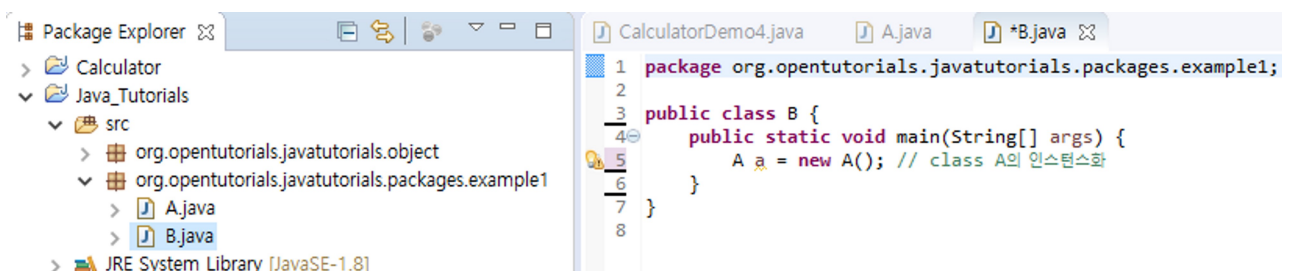 Package Explorer
Calculator
Java_Tutorials
src
org.opentutorials.javatutorials.object
org.opentutorials.javatutorials.packages.example1
A.java
B.java
JRE System Library [JavaSE-1.8]
CalculatorDemo4.java A.java *B.java
1 package org.opentutorials.javatutorials.packages.example1;
2
3 public class B {
4 public static void main(String[] args) {
5 A a = new A(); // class A의 인스턴스화
6 }
7 }
8